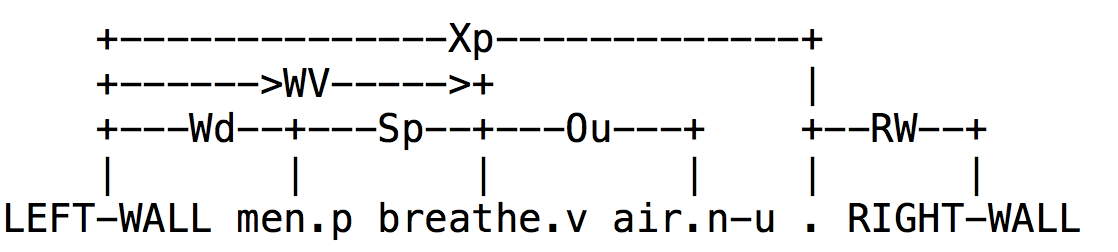 +--------------Xp-------------+
+------>WV----->+             |
+---Wd--+---Sp--+---Ou---+    +--RW--+
|       |       |        |    |      |
LEFT-WALL men.p breathe.v air.n-u . RIGHT-WALL